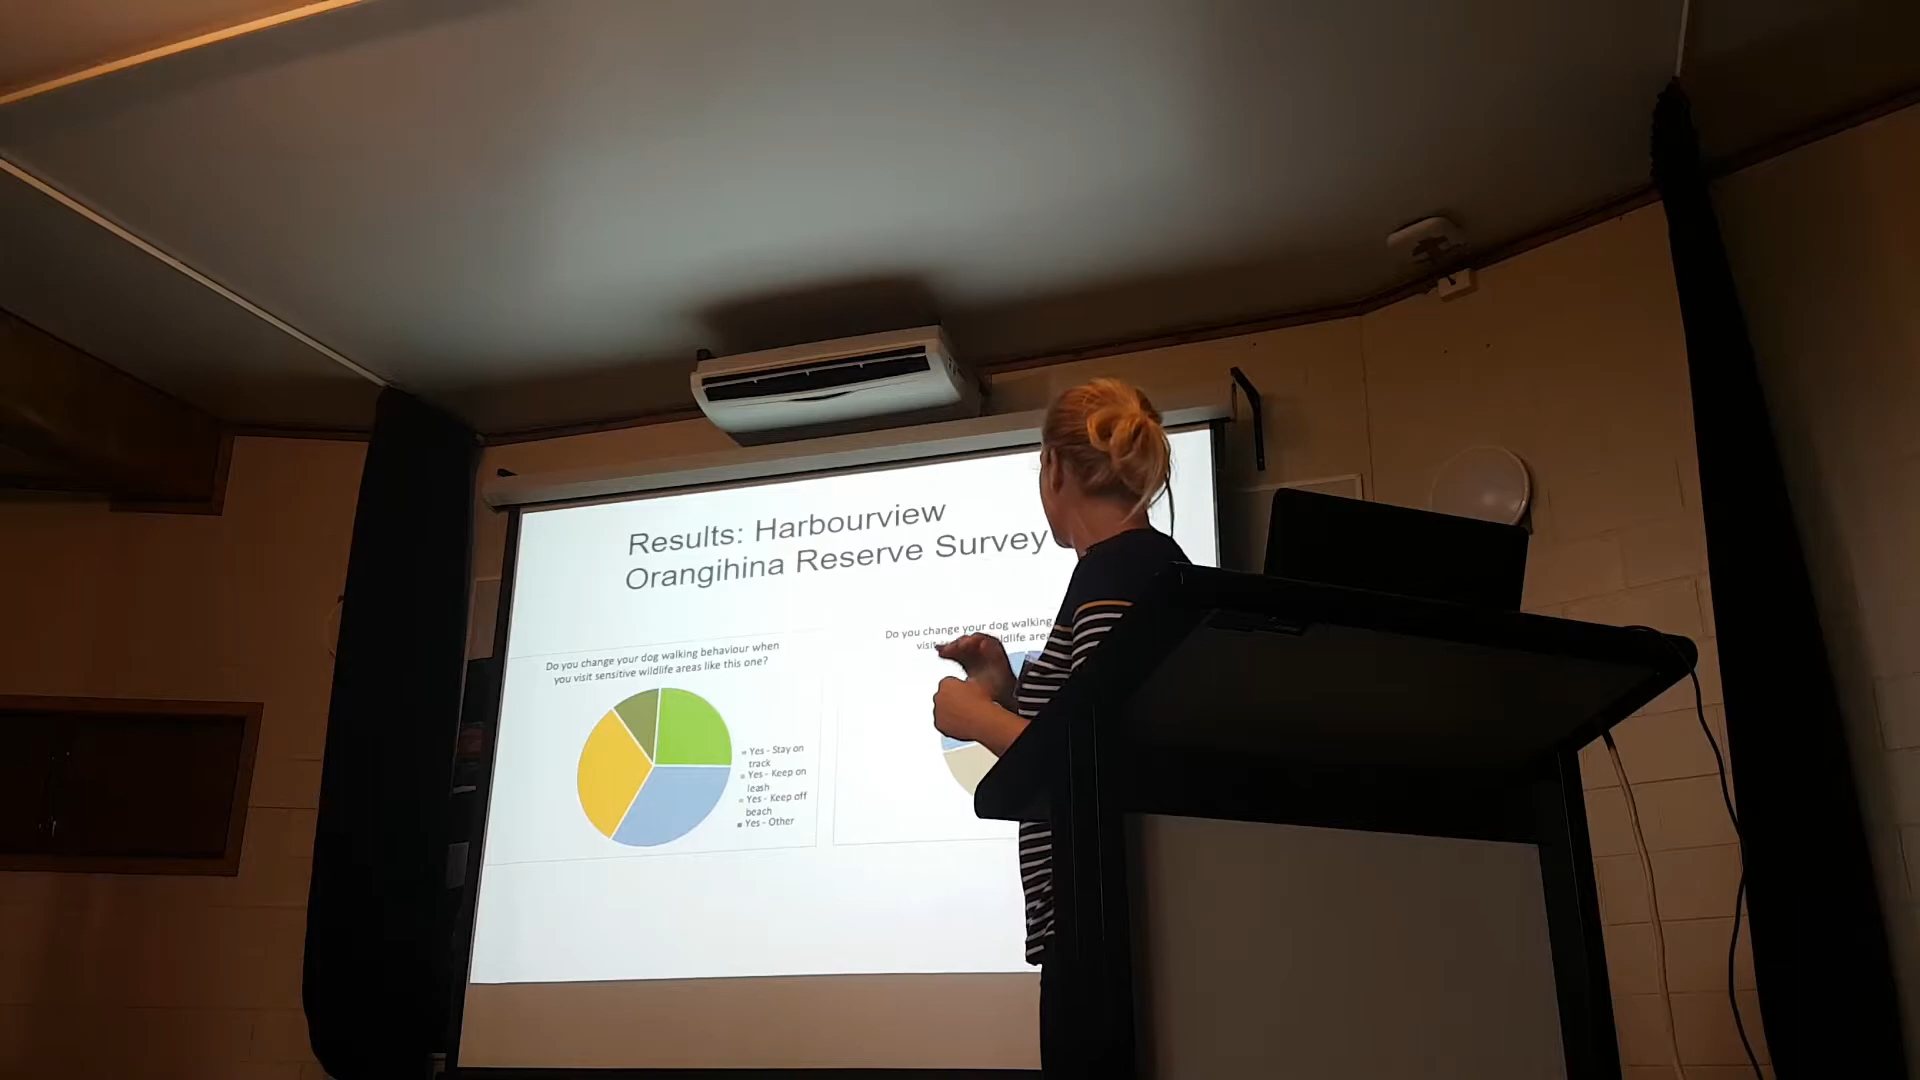 Results: Harbourview
Orangihina Reserve Survey
Do you change your dog walking behaviour when
you visit sensitive wildlife areas like this one?
Yes - Stay on
track
Yes - Keep on
leash
Yes - Keep off
beach
Yes - Other
Do you change your dog walking
visit